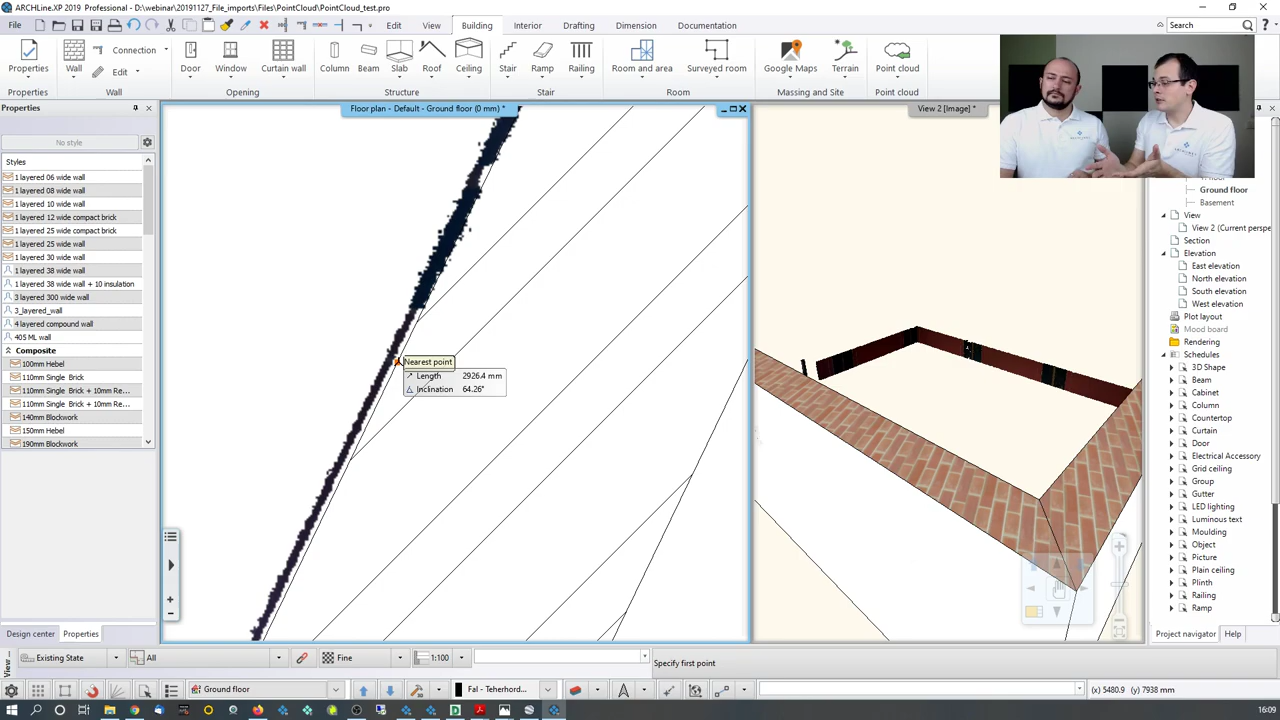 ARCHLine.XP 2019 Professional - D:\webinar\20191127_File_imports\Files\PointCloud\PointCloud_test.pro
File
Edit
View
Building
Interior
Drafting
Dimension
Documentation
Search
Properties
Wall
Connection
Edit
Door
Window
Curtain wall
Column
Beam
Slab
Roof
Ceiling
Stair
Ramp
Railing
Room and area
Surveyed room
Google Maps
Terrain
Point cloud
Properties
Wall
Opening
Structure
Stair
Room
Massing and Site
Point cloud
Properties
Floor plan - Default - Ground floor (0 mm) *
View 2 [Image] *
No style
Styles
1 layered 06 wide wall
1 layered 08 wide wall
1 layered 10 wide wall
1 layered 12 wide compact brick
1 layered 25 wide compact brick
1 layered 25 wide wall
1 layered 30 wide wall
1 layered 38 wide wall
1 layered 38 wide wall + 10 insulation
3 layered 300 wide wall
3_layered_wall
4 layered compound wall
405 ML wall
Composite
100mm Hebel
110mm Single Brick
110mm Single Brick + 10mm Re...
110mm Single Brick + 10mm Re...
140mm Blockwork
150mm Hebel
190mm Blockwork
Nearest point
Length 2926.4 mm
Inclination 64.26°
Ground floor
Basement
View
View 2 (Current perspe
Section
Elevation
East elevation
North elevation
South elevation
West elevation
Plot layout
Mood board
Rendering
Schedules
3D Shape
Beam
Cabinet
Column
Countertop
Curtain
Door
Electrical Accessory
Grid ceiling
Group
Gutter
LED lighting
Luminous text
Moulding
Object
Picture
Plain ceiling
Plinth
Railing
Ramp
Design center
Properties
Project navigator
Help
View
Existing State
All
Fine
1:100
Specify first point
Ground floor
Fal - Teherhord...
(x) 5480.9 (y) 7938 mm
16:09